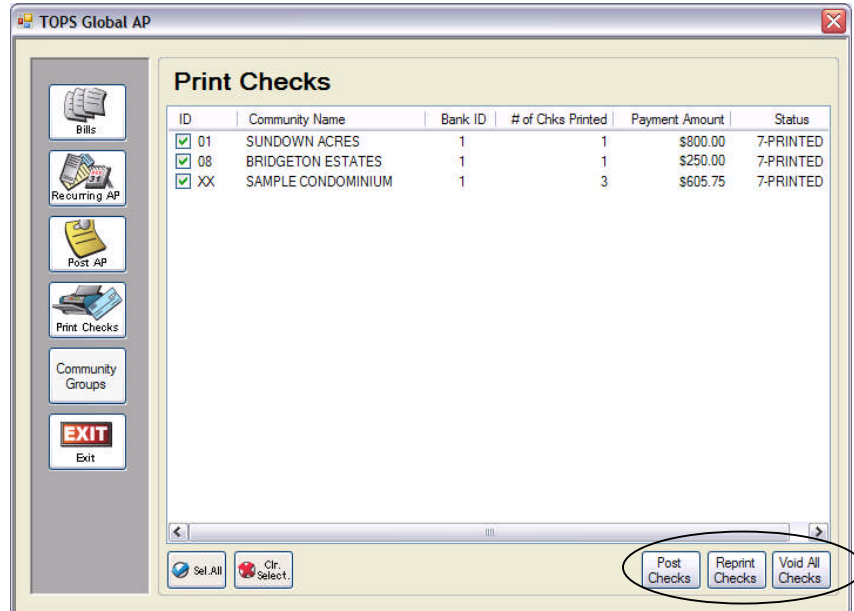 TOPS Global AP
Print Checks
ID Community Name Bank ID # of Chks Printed Payment Amount Status
01 SUNDOWN ACRES 1 1 $800.00 7-PRINTED
08 BRIDGETON ESTATES 1 1 $250.00 7-PRINTED
XX SAMPLE CONDOMINIUM 1 3 $605.75 7-PRINTED
Bills
31
Recurring AP
Post AP
Print Checks
Community
Groups
EXIT
Exit
Sel.All
Clr.
Select.
Post
Checks
Reprint
Checks
Void All
Checks